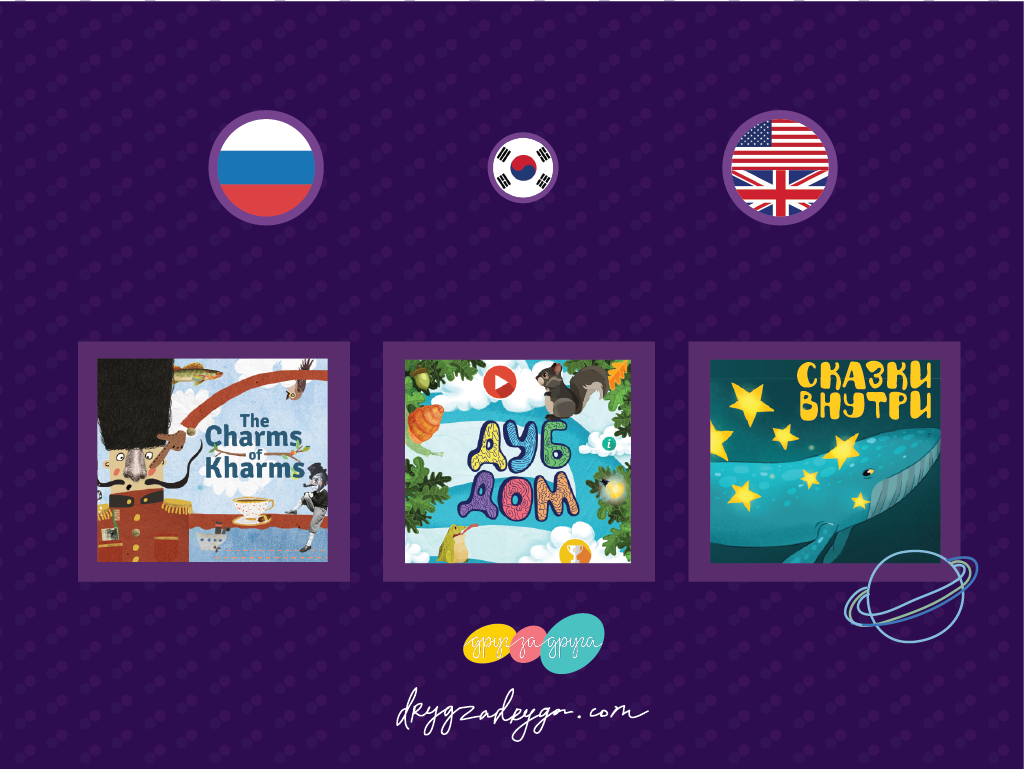 The
Charms
of
Kharms
ДУБ
ДОМ
i
СКАЗКИ
ВНУТРИ
друг за друга
drygzadryga.com